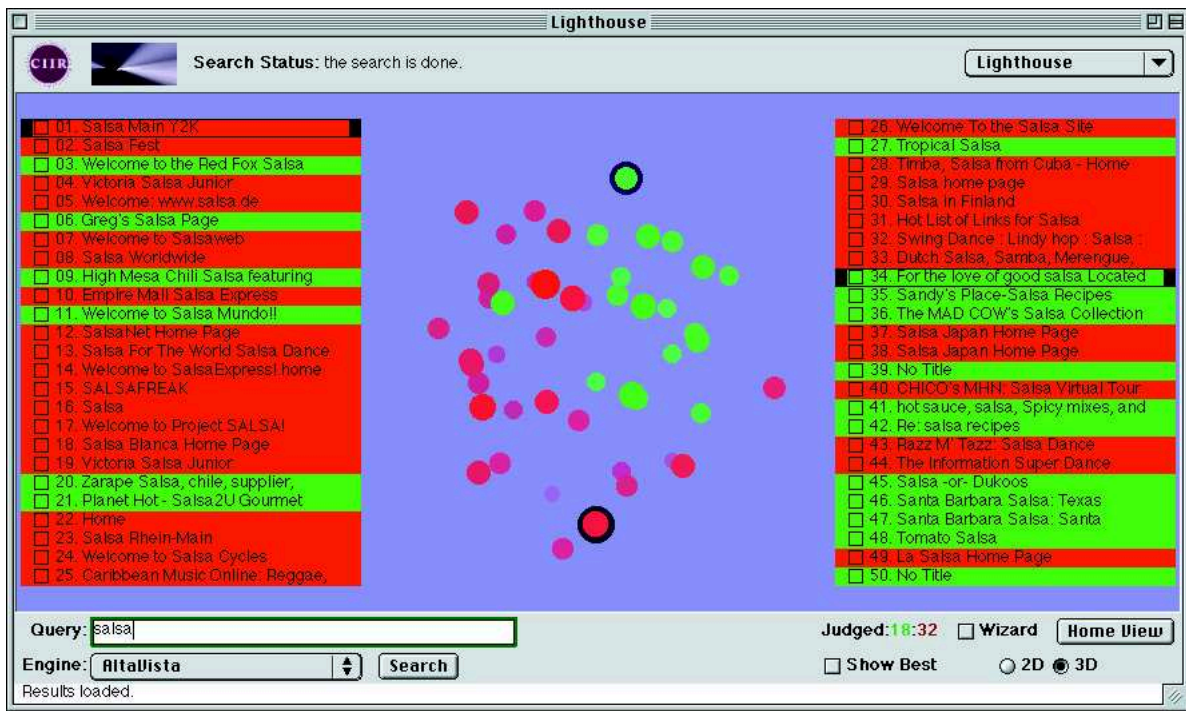 Lighthouse
CIIR
Search Status: the search is done.
Lighthouse
01. Salsa Main Y2K
02. Salsa Fest
03. Welcome to the Red Fox Salsa
04. Victoria Salsa Junior
05. Welcome: www.salsa.de
06. Greg's Salsa Page
07. Welcome to Salsaweb
08. Salsa Worldwide
09. High Mesa Chili Salsa featuring
10. Empire Mall Salsa Express
11. Welcome to Salsa Mundo!!
12. SalsaNet Home Page
13. Salsa For The World Salsa Dance
14. Welcome to SalsaExpress! home
15. SALSAFREAK
16. Salsa
17. Welcome to Project SALSA!
18. Salsa Blanca Home Page
19. Victoria Salsa Junior
20. Zarape Salsa, chile, supplier,
21. Planet Hot - Salsa2U Gourmet
22. Home
23. Salsa Rhein-Main
24. Welcome to Salsa Cycles
25. Caribbean Music Online: Reggae,
26. Welcome To the Salsa Site
27. Tropical Salsa
28. Timba, Salsa from Cuba - Home
29. Salsa home page
30. Salsa in Finland
31. Hot List of Links for Salsa
32. Swing Dance : Lindy hop : Salsa :
33. Dutch Salsa, Samba, Merengue,
34. For the love of good salsa Located
35. Sandy's Place-Salsa Recipes
36. The MAD COW's Salsa Collection
37. Salsa Japan Home Page
38. Salsa Japan Home Page
39. No Title
40. CHICO's MHN: Salsa Virtual Tour
41. hot sauce, salsa, Spicy mixes, and
42. Re: salsa recipes
43. Razz M' Tazz: Salsa Dance
44. The Information Super Dance
45. Salsa -or- Dukoos
46. Santa Barbara Salsa: Texas
47. Santa Barbara Salsa: Santa
48. Tomato Salsa
49. La Salsa Home Page
50. No Title
Query: salsa
Judged:18:32 Wizard Home View
Engine: AltaVista Search
Show Best 2D 3D
Results loaded.